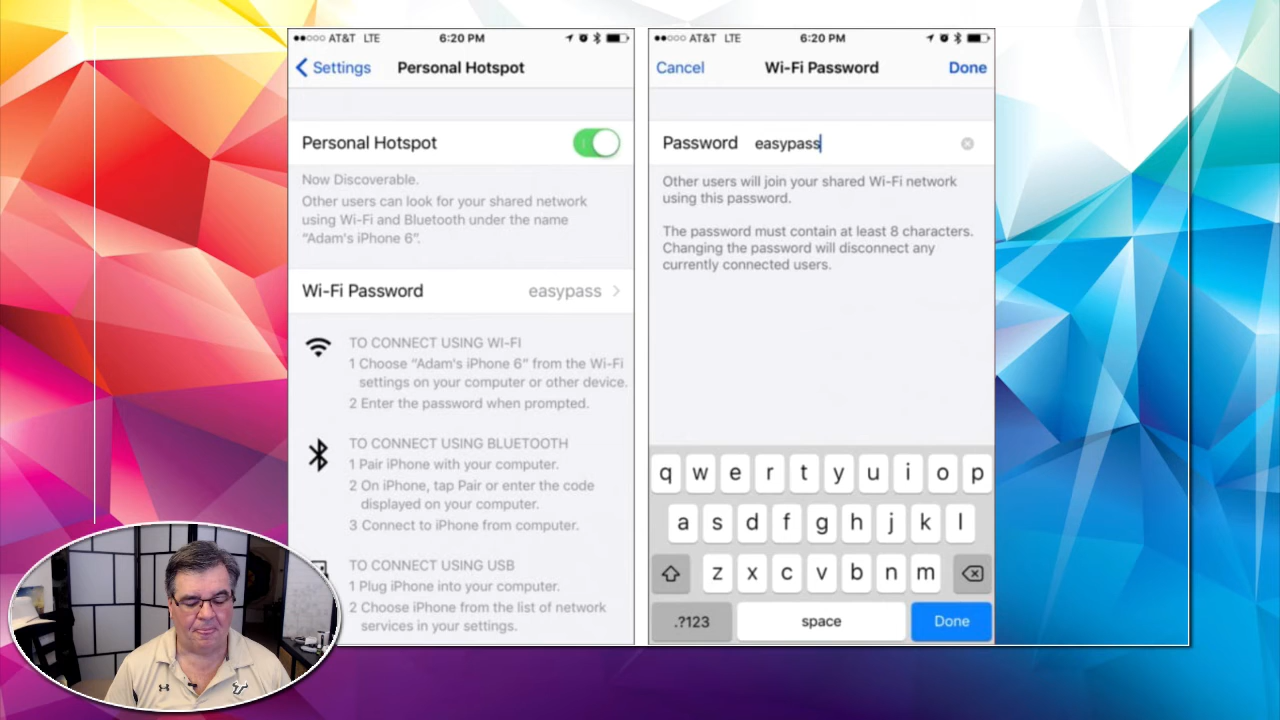 ●●○○○ AT&T LTE
6:20 PM
Settings
Personal Hotspot
Personal Hotspot
Now Discoverable.
Other users can look for your shared network
using Wi-Fi and Bluetooth under the name
“Adam's iPhone 6”.
Wi-Fi Password
easypass
TO CONNECT USING WI-FI
1 Choose “Adam's iPhone 6” from the Wi-Fi
settings on your computer or other device.
2 Enter the password when prompted.
TO CONNECT USING BLUETOOTH
1 Pair iPhone with your computer.
2 On iPhone, tap Pair or enter the code
displayed on your computer.
3 Connect to iPhone from computer.
TO CONNECT USING USB
1 Plug iPhone into your computer.
2 Choose iPhone from the list of network
services in your settings.
●●○○○ AT&T LTE
6:20 PM
Cancel
Wi-Fi Password
Done
Password easypass
Other users will join your shared Wi-Fi network
using this password.
The password must contain at least 8 characters.
Changing the password will disconnect any
currently connected users.
q w e r t y u i o p
a s d f g h j k l
z x c v b n m
.?123 space Done